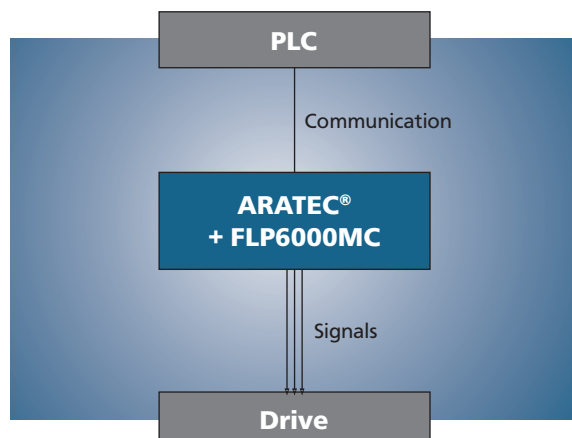 PLC
Communication
ARATEC®
+ FLP6000MC
Signals
Drive